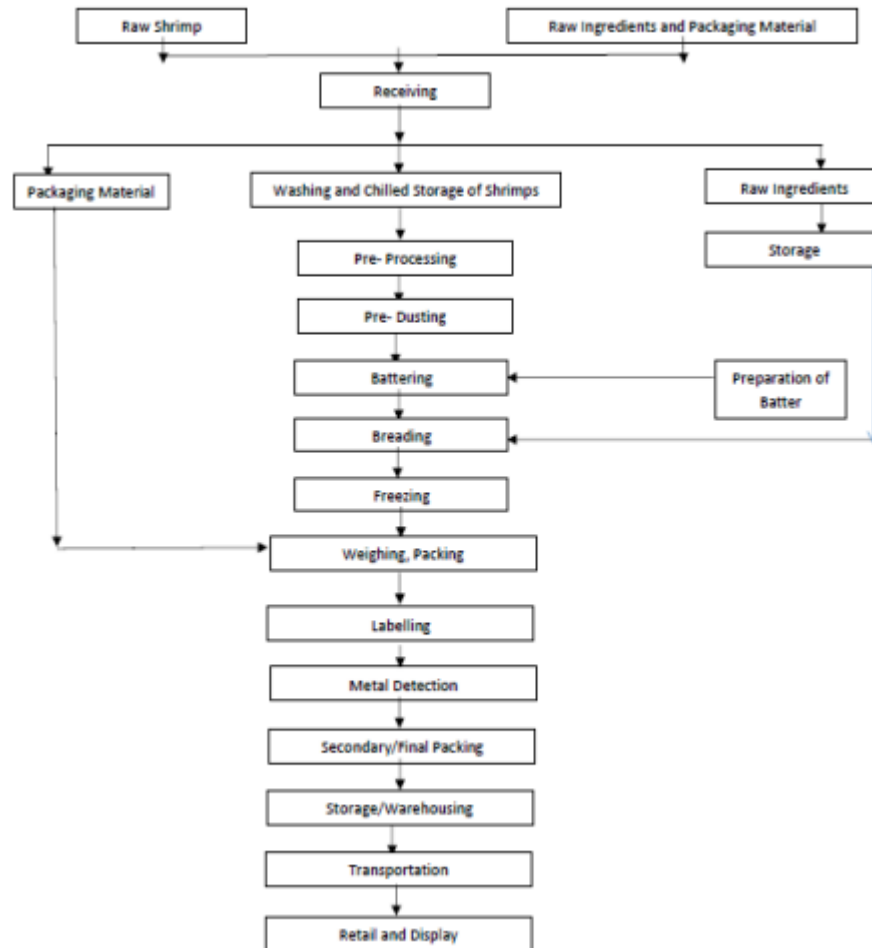 Raw Shrimp
Raw Ingredients and Packaging Material
Receiving
Packaging Material
Washing and Chilled Storage of Shrimps
Raw Ingredients
Storage
Pre- Processing
Pre- Dusting
Battering
Preparation of
Batter
Breading
Freezing
Weighing, Packing
Labelling
Metal Detection
Secondary/Final Packing
Storage/Warehousing
Transportation
Retail and Display